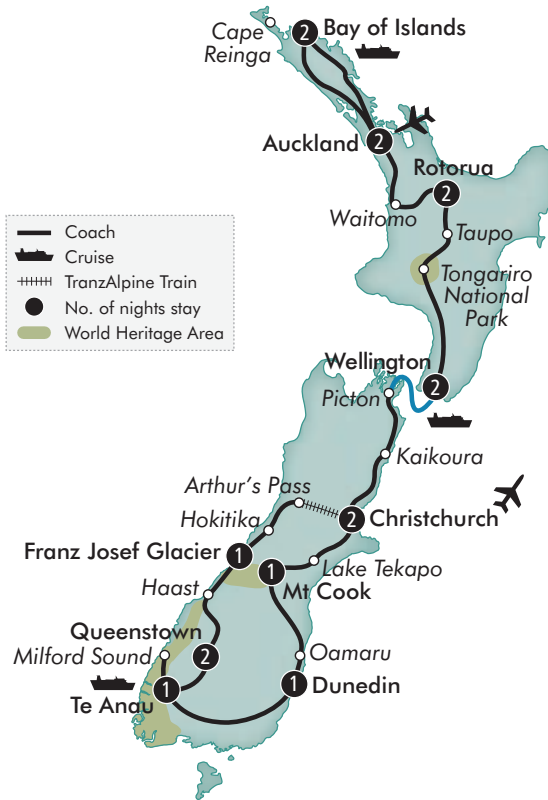 Cape
Reinga
2
Bay of Islands
Auckland
2
Rotorua
2
Waitomo
Taupo
Tongariro
National
Park
Coach
Cruise
TranzAlpine Train
No. of nights stay
World Heritage Area
Wellington
2
Picton
Kaikoura
Arthur's Pass
Hokitika
2
Christchurch
Franz Josef Glacier
1
Lake Tekapo
1
Mt Cook
Haast
Queenstown
2
Milford Sound
Oamaru
1
Te Anau
1
Dunedin